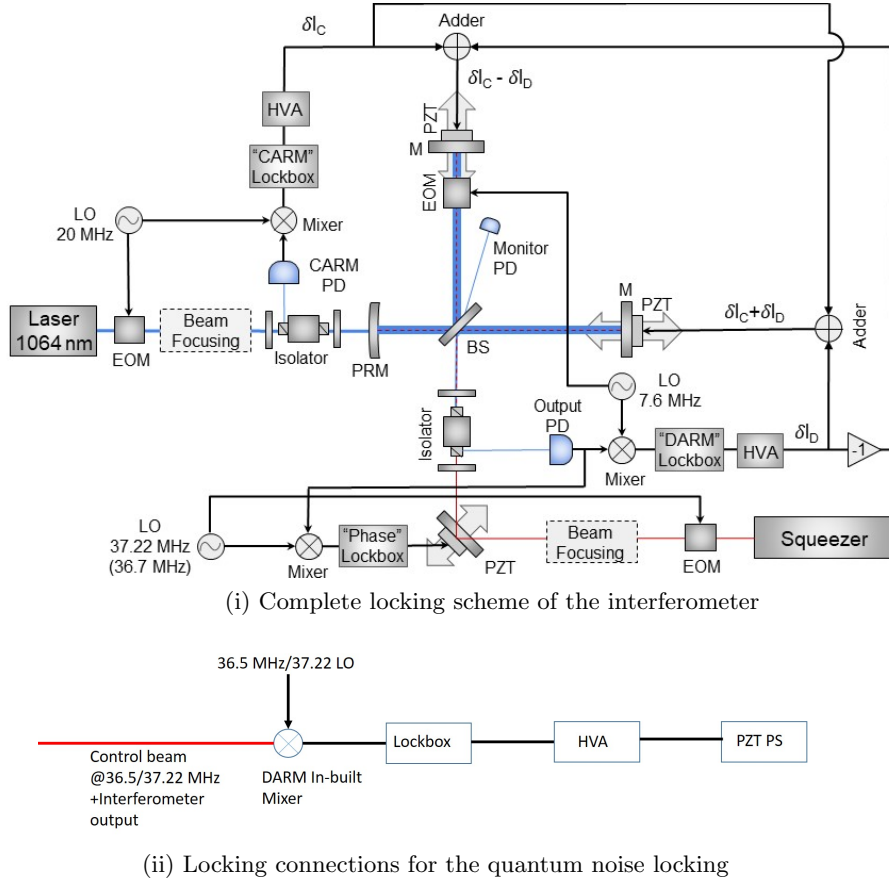 δl_C
Adder
δl_C - δl_D
HVA
PZT
M
"CARM"
Lockbox
EOM
LO
20 MHz
Mixer
Monitor
PD
CARM
PD
M
PZT
δl_C+δl_D
Adder
Laser
1064 nm
EOM
Beam
Focusing
Isolator
PRM
BS
LO
7.6 MHz
Output
PD
Isolator
Mixer
"DARM"
Lockbox
HVA
δl_D
-1
LO
37.22 MHz
(36.7 MHz)
Mixer
"Phase"
Lockbox
PZT
Beam
Focusing
EOM
Squeezer
(i) Complete locking scheme of the interferometer
36.5 MHz/37.22 LO
Lockbox
HVA
PZT PS
Control beam
@36.5/37.22 MHz
+Interferometer
output
DARM In-built
Mixer
(ii) Locking connections for the quantum noise locking